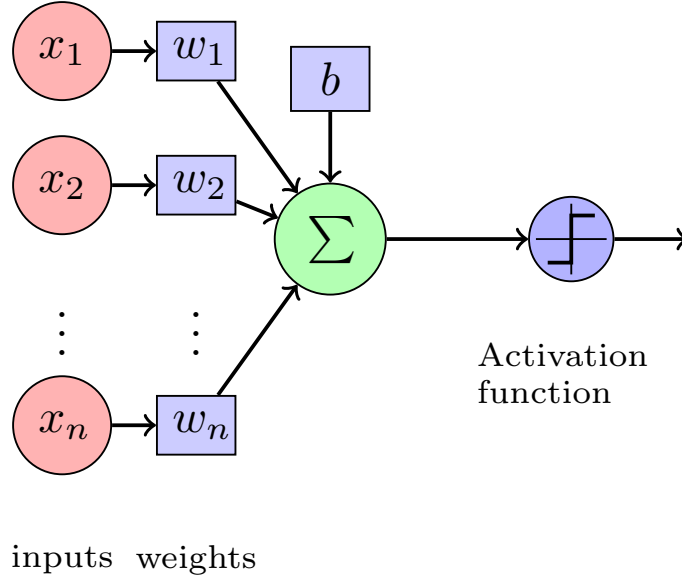 x₁ w₁ b
x₂ w₂
∑
⋮ ⋮
xₙ wₙ
Activation
function
inputs weights